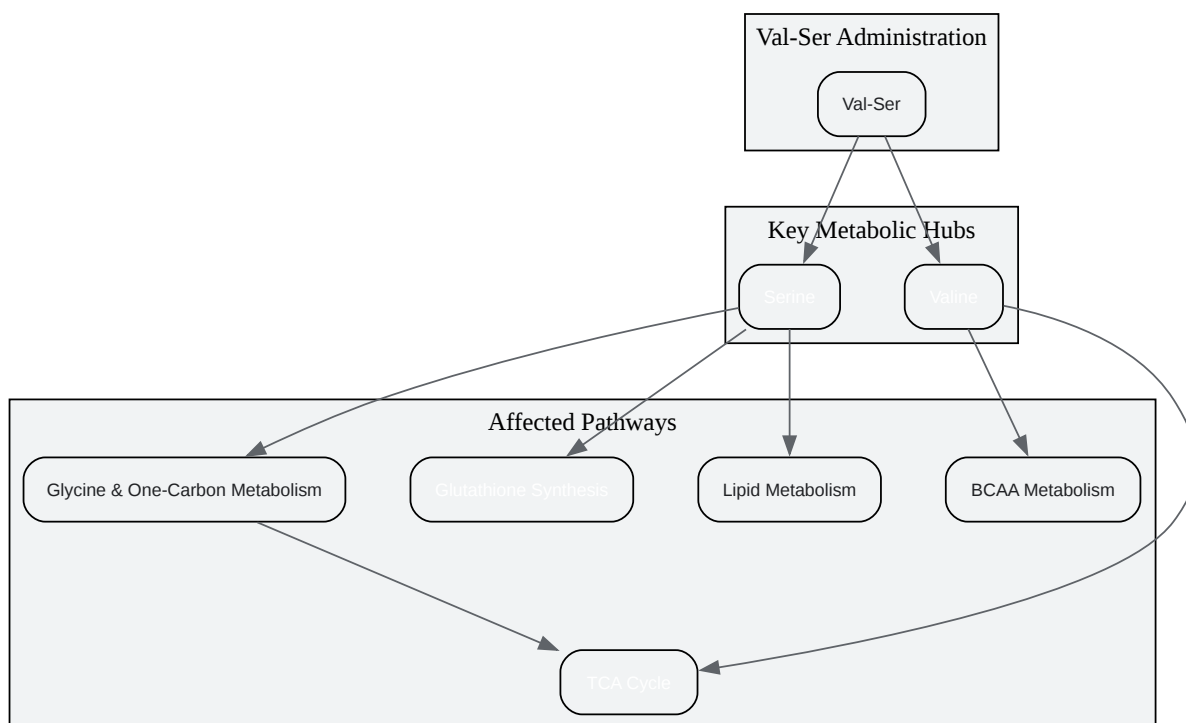 Val-Ser Administration
Val-Ser
Key Metabolic Hubs
Serine
Valine
Affected Pathways
Glycine & One-Carbon Metabolism
Glutathione Synthesis
Lipid Metabolism
BCAA Metabolism
TCA Cycle